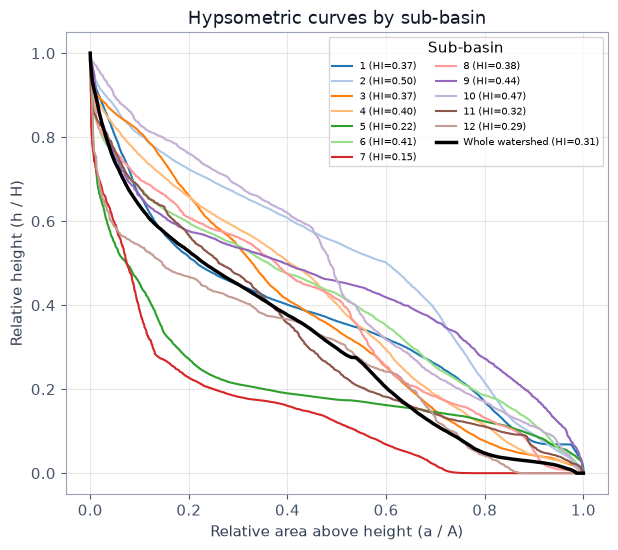 Hypsometric curves by sub-basin
Sub-basin
1 (HI=0.37)
2 (HI=0.50)
3 (HI=0.37)
4 (HI=0.40)
5 (HI=0.22)
6 (HI=0.41)
7 (HI=0.15)
8 (HI=0.38)
9 (HI=0.44)
10 (HI=0.47)
11 (HI=0.32)
12 (HI=0.29)
Whole watershed (HI=0.31)
Relative height (h / H)
1.0
0.8
0.6
0.4
0.2
0.0
0.0 0.2 0.4 0.6 0.8 1.0
Relative area above height (a / A)